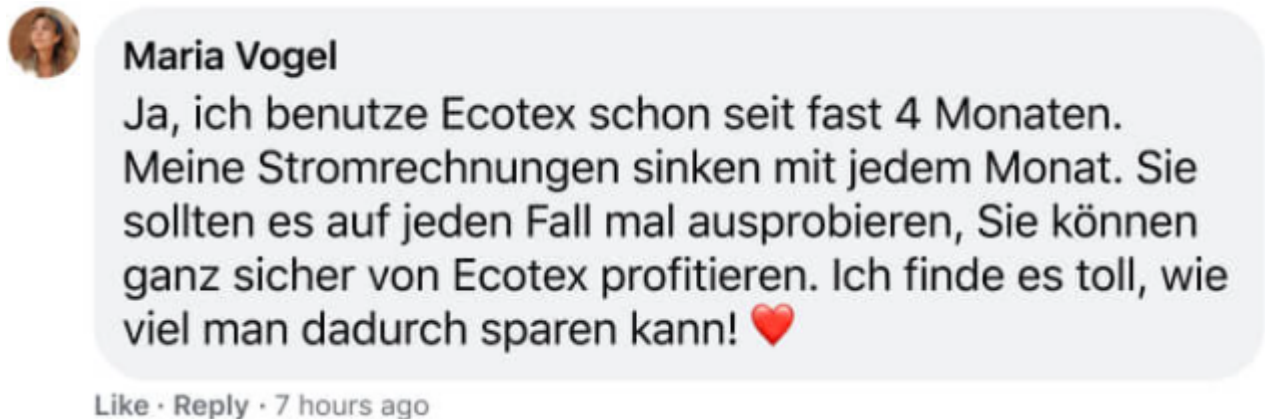 Maria Vogel
Ja, ich benutze Ecotex schon seit fast 4 Monaten.
Meine Stromrechnungen sinken mit jedem Monat. Sie
sollten es auf jeden Fall mal ausprobieren, Sie können
ganz sicher von Ecotex profitieren. Ich finde es toll, wie
viel man dadurch sparen kann! ❤️
Like · Reply · 7 hours ago